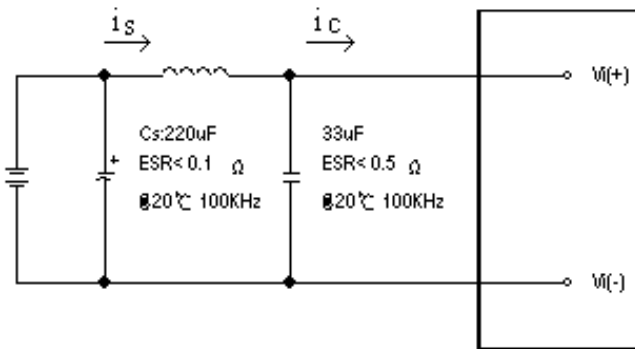 is
ic
Vi(+)
+
Cs:220uF
ESR<0.1 Ω
@20℃ 100KHz
33uF
ESR<0.5 Ω
@20℃ 100KHz
Vi(-)